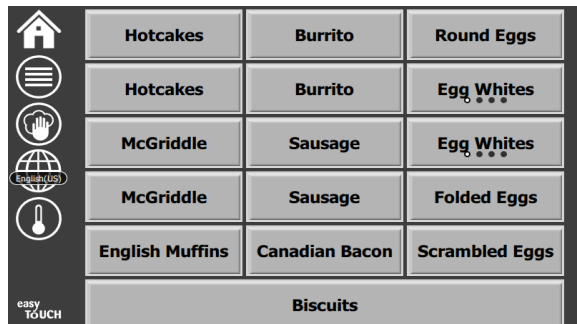 Hotcakes Burrito Round Eggs
Hotcakes Burrito Egg Whites
McGriddle Sausage Egg Whites
English(US)
McGriddle Sausage Folded Eggs
English Muffins Canadian Bacon Scrambled Eggs
Biscuits
easy
TOUCH